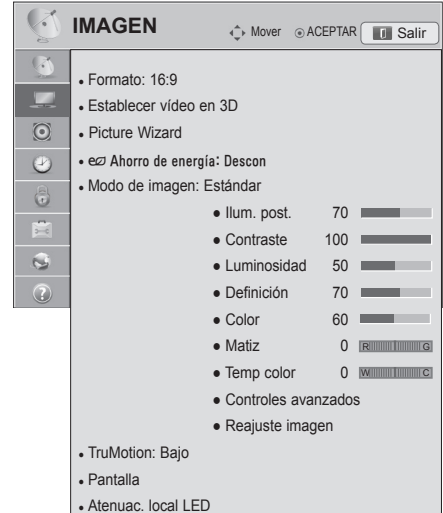 IMAGEN Mover ACEPTAR Salir
• Formato: 16:9
• Establecer vídeo en 3D
• Picture Wizard
• Ahorro de energía: Descon
• Modo de imagen: Estándar
• Ilum. post. 70
• Contraste 100
• Luminosidad 50
• Definición 70
• Color 60
• Matiz 0 R G
• Temp color 0 W C
• Controles avanzados
• Reajuste imagen
• TruMotion: Bajo
• Pantalla
• Atenuac. local LED